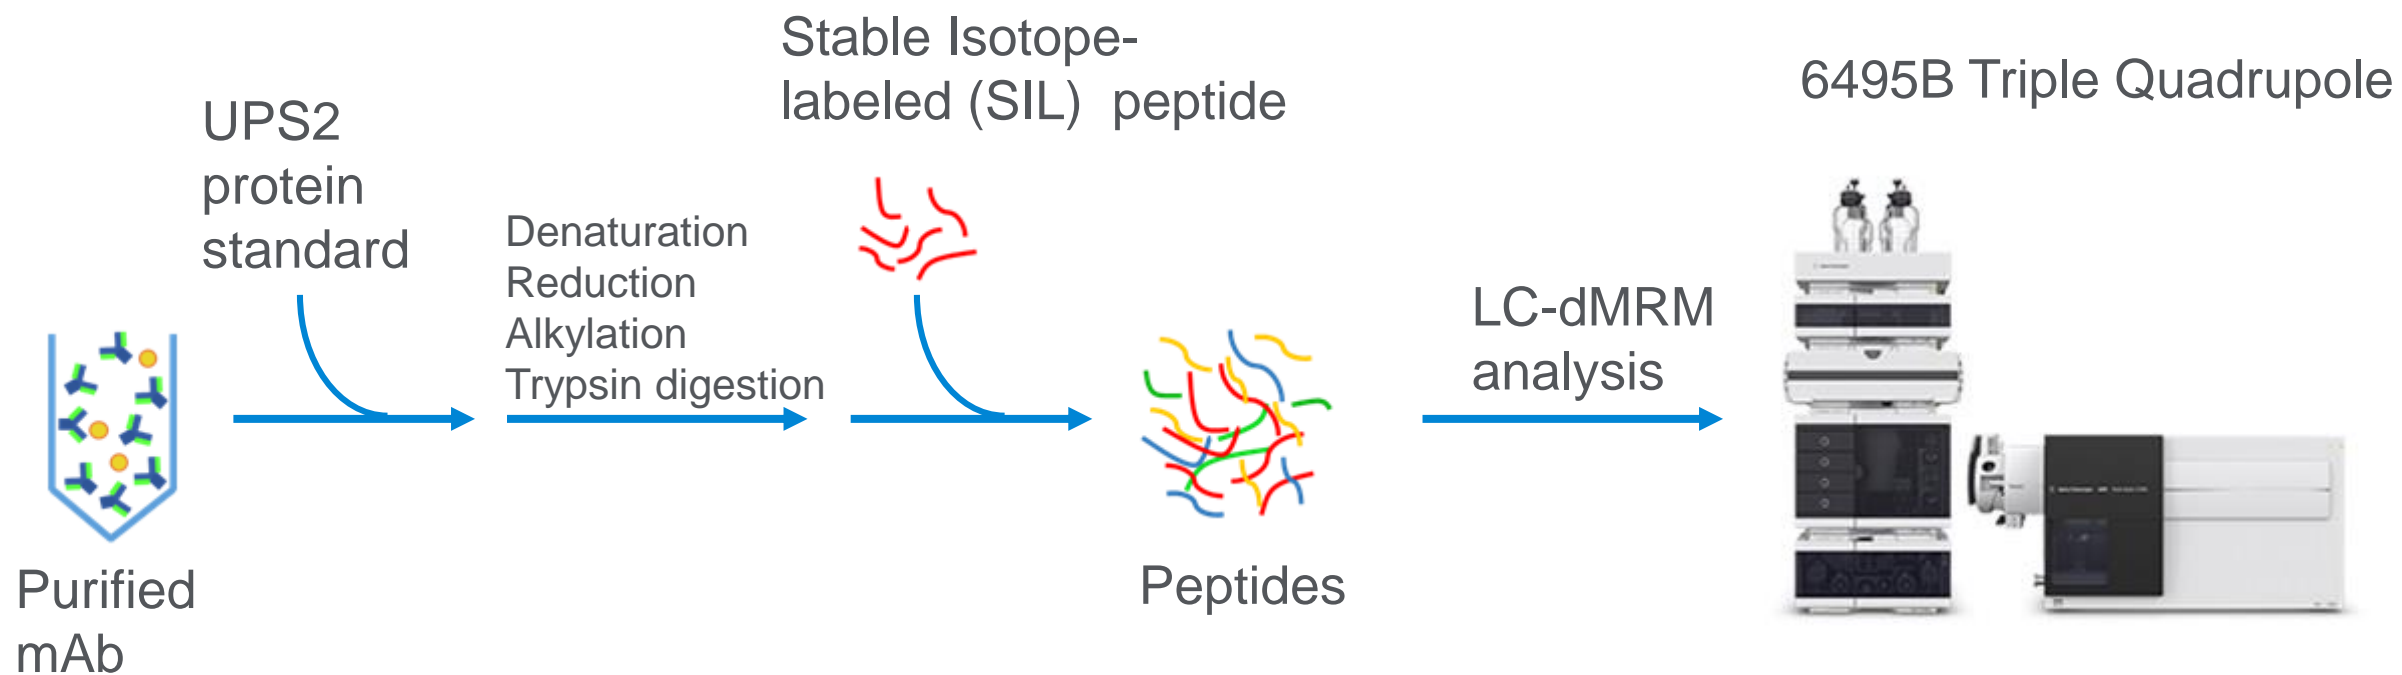 UPS2
protein
standard
Stable Isotope-
labeled (SIL) peptide
6495B Triple Quadrupole
Denaturation
Reduction
Alkylation
Trypsin digestion
LC-dMRM
analysis
Purified
mAb
Peptides